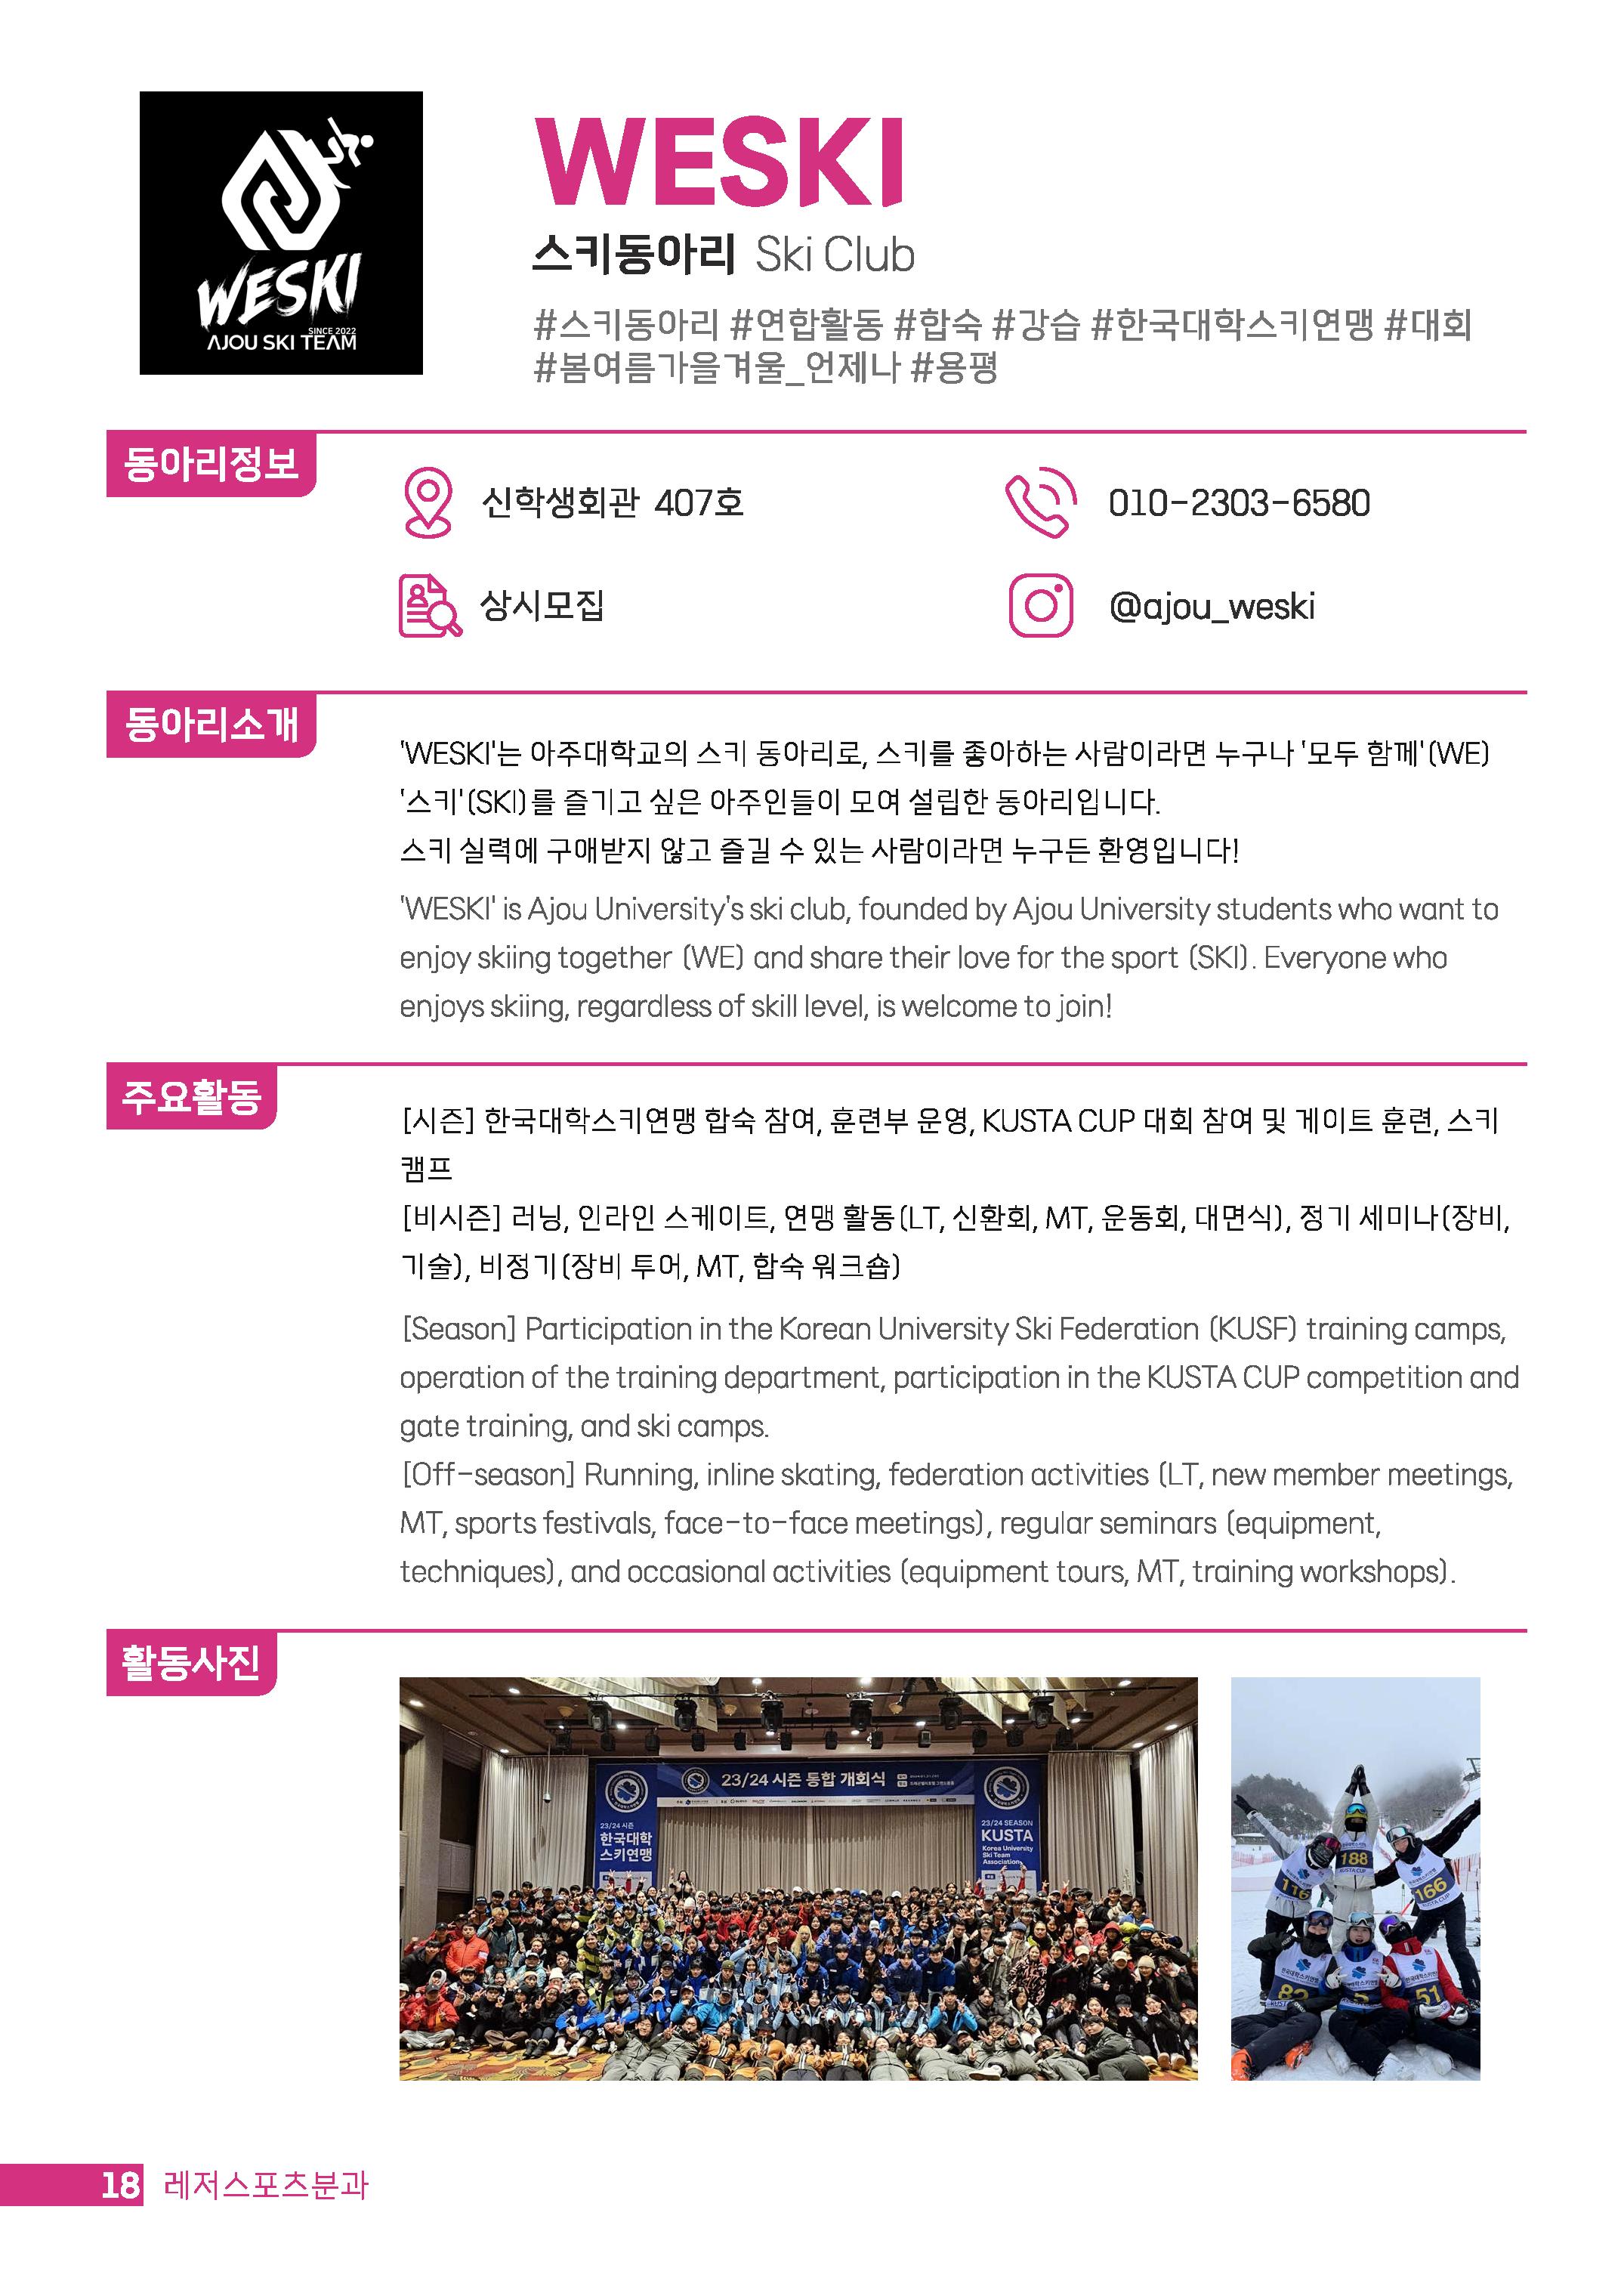 WESKI
SINCE 2022
AJOU SKI TEAM
WESKI
스키동아리 Ski Club
#스키동아리 #연합활동 #합숙 #강습 #한국대학스키연맹 #대회
#봄여름가을겨울_언제나 #용평
동아리정보
신학생회관 407호
010-2303-6580
상시모집
@ajou_weski
동아리소개
'WESKI'는 아주대학교의 스키 동아리로, 스키를 좋아하는 사람이라면 누구나 '모두 함께'(WE)
'스키'(SKI)를 즐기고 싶은 아주인들이 모여 설립한 동아리입니다.
스키 실력에 구애받지 않고 즐길 수 있는 사람이라면 누구든 환영입니다!
'WESKI' is Ajou University's ski club, founded by Ajou University students who want to
enjoy skiing together (WE) and share their love for the sport (SKI). Everyone who
enjoys skiing, regardless of skill level, is welcome to join!
주요활동
[시즌] 한국대학스키연맹 합숙 참여, 훈련부 운영, KUSTA CUP 대회 참여 및 게이트 훈련, 스키
캠프
[비시즌] 러닝, 인라인 스케이트, 연맹 활동(LT, 신환회, MT, 운동회, 대면식), 정기 세미나(장비,
기술), 비정기(장비 투어, MT, 합숙 워크숍)
[Season] Participation in the Korean University Ski Federation (KUSF) training camps,
operation of the training department, participation in the KUSTA CUP competition and
gate training, and ski camps.
[Off-season] Running, inline skating, federation activities (LT, new member meetings,
MT, sports festivals, face-to-face meetings), regular seminars (equipment,
techniques), and occasional activities (equipment tours, MT, training workshops).
활동사진
23/24 시즌 통합 개회식
23/24 시즌
한국대학
스키연맹
23/24 SEASON
KUSTA
Korea University
Ski Team
Association
188
KUSTA CUP
116
166
KUSTA CUP
한국대학스키연맹
82
5
51
18 레저스포츠분과